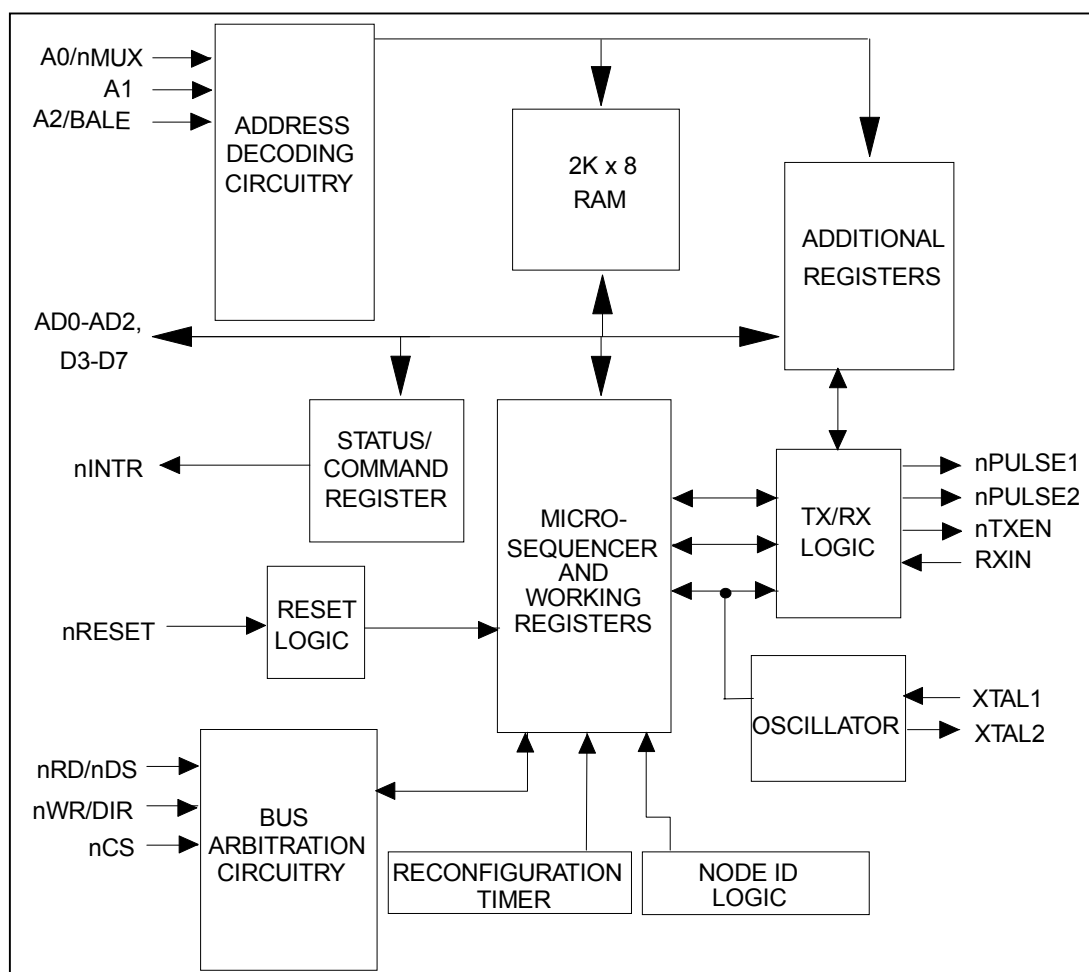 A0/nMUX
A1
A2/BALE
ADDRESS
DECODING
CIRCUITRY
2K x 8
RAM
ADDITIONAL
REGISTERS
AD0-AD2,
D3-D7
nINTR
STATUS/
COMMAND
REGISTER
MICRO-
SEQUENCER
AND
WORKING
REGISTERS
TX/RX
LOGIC
nPULSE1
nPULSE2
nTXEN
RXIN
nRESET
RESET
LOGIC
OSCILLATOR
XTAL1
XTAL2
nRD/nDS
nWR/DIR
nCS
BUS
ARBITRATION
CIRCUITRY
RECONFIGURATION
TIMER
NODE ID
LOGIC